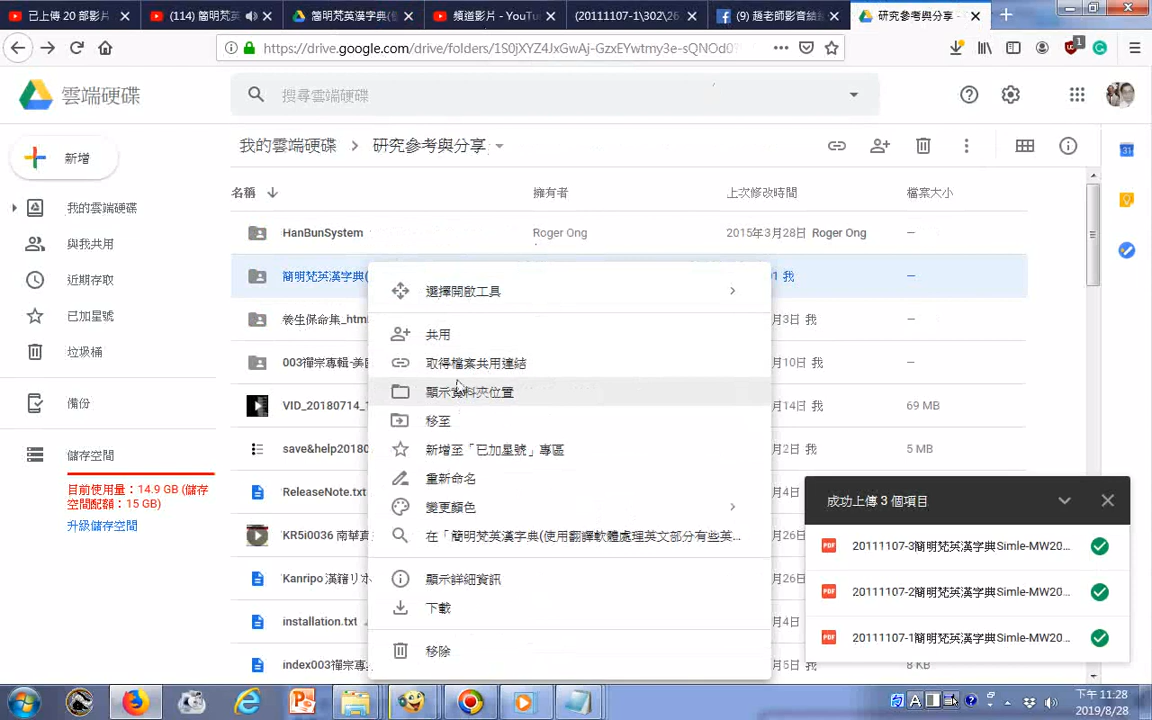 已上傳 20 部影片
(114) 簡明梵英
簡明梵英漢字典(
頻道影片 - YouT
(20111107-1\302\26
(9) 趙老師影音結
研究參考與分享 -
https://drive.google.com/drive/folders/1S0jXYZ4JxGwAj-GzxEYwtmy3e-sQNOd0?
1
雲端硬碟
搜尋雲端硬碟
新增
我的雲端硬碟 > 研究參考與分享
名稱 擁有者 上次修改時間 檔案大小
我的雲端硬碟
與我共用
近期存取
已加星號
垃圾桶
備份
儲存空間
目前使用量：14.9 GB (儲存
空間配額：15 GB)
升級儲存空間
HanBunSystem Roger Ong 2015年3月28日 Roger Ong —
簡明梵英漢字典( 我 —
養生保命集_htm 月3日 我 —
003禪宗專輯-美 月10日 我 —
VID_20180714_ 月14日 我 69 MB
save&help20180 月2日 我 5 MB
ReleaseNote.txt 月4日
KR5i0036 南華真 月26日
Kanripo 漢籍リポ 月26日
installation.txt 月4日
index003禪宗專 月5日 我 8 KB
選擇開啟工具
共用
取得檔案共用連結
顯示資料夾位置
移至
新增至「已加星號」專區
重新命名
變更顏色
在「簡明梵英漢字典(使用翻譯軟體處理英文部分有些英...
顯示詳細資訊
下載
移除
成功上傳 3 個項目
20111107-3簡明梵英漢字典Simle-MW20...
20111107-2簡明梵英漢字典Simle-MW20...
20111107-1簡明梵英漢字典Simle-MW20...
PDF
PDF
PDF
31
下午 11:28
2019/8/28